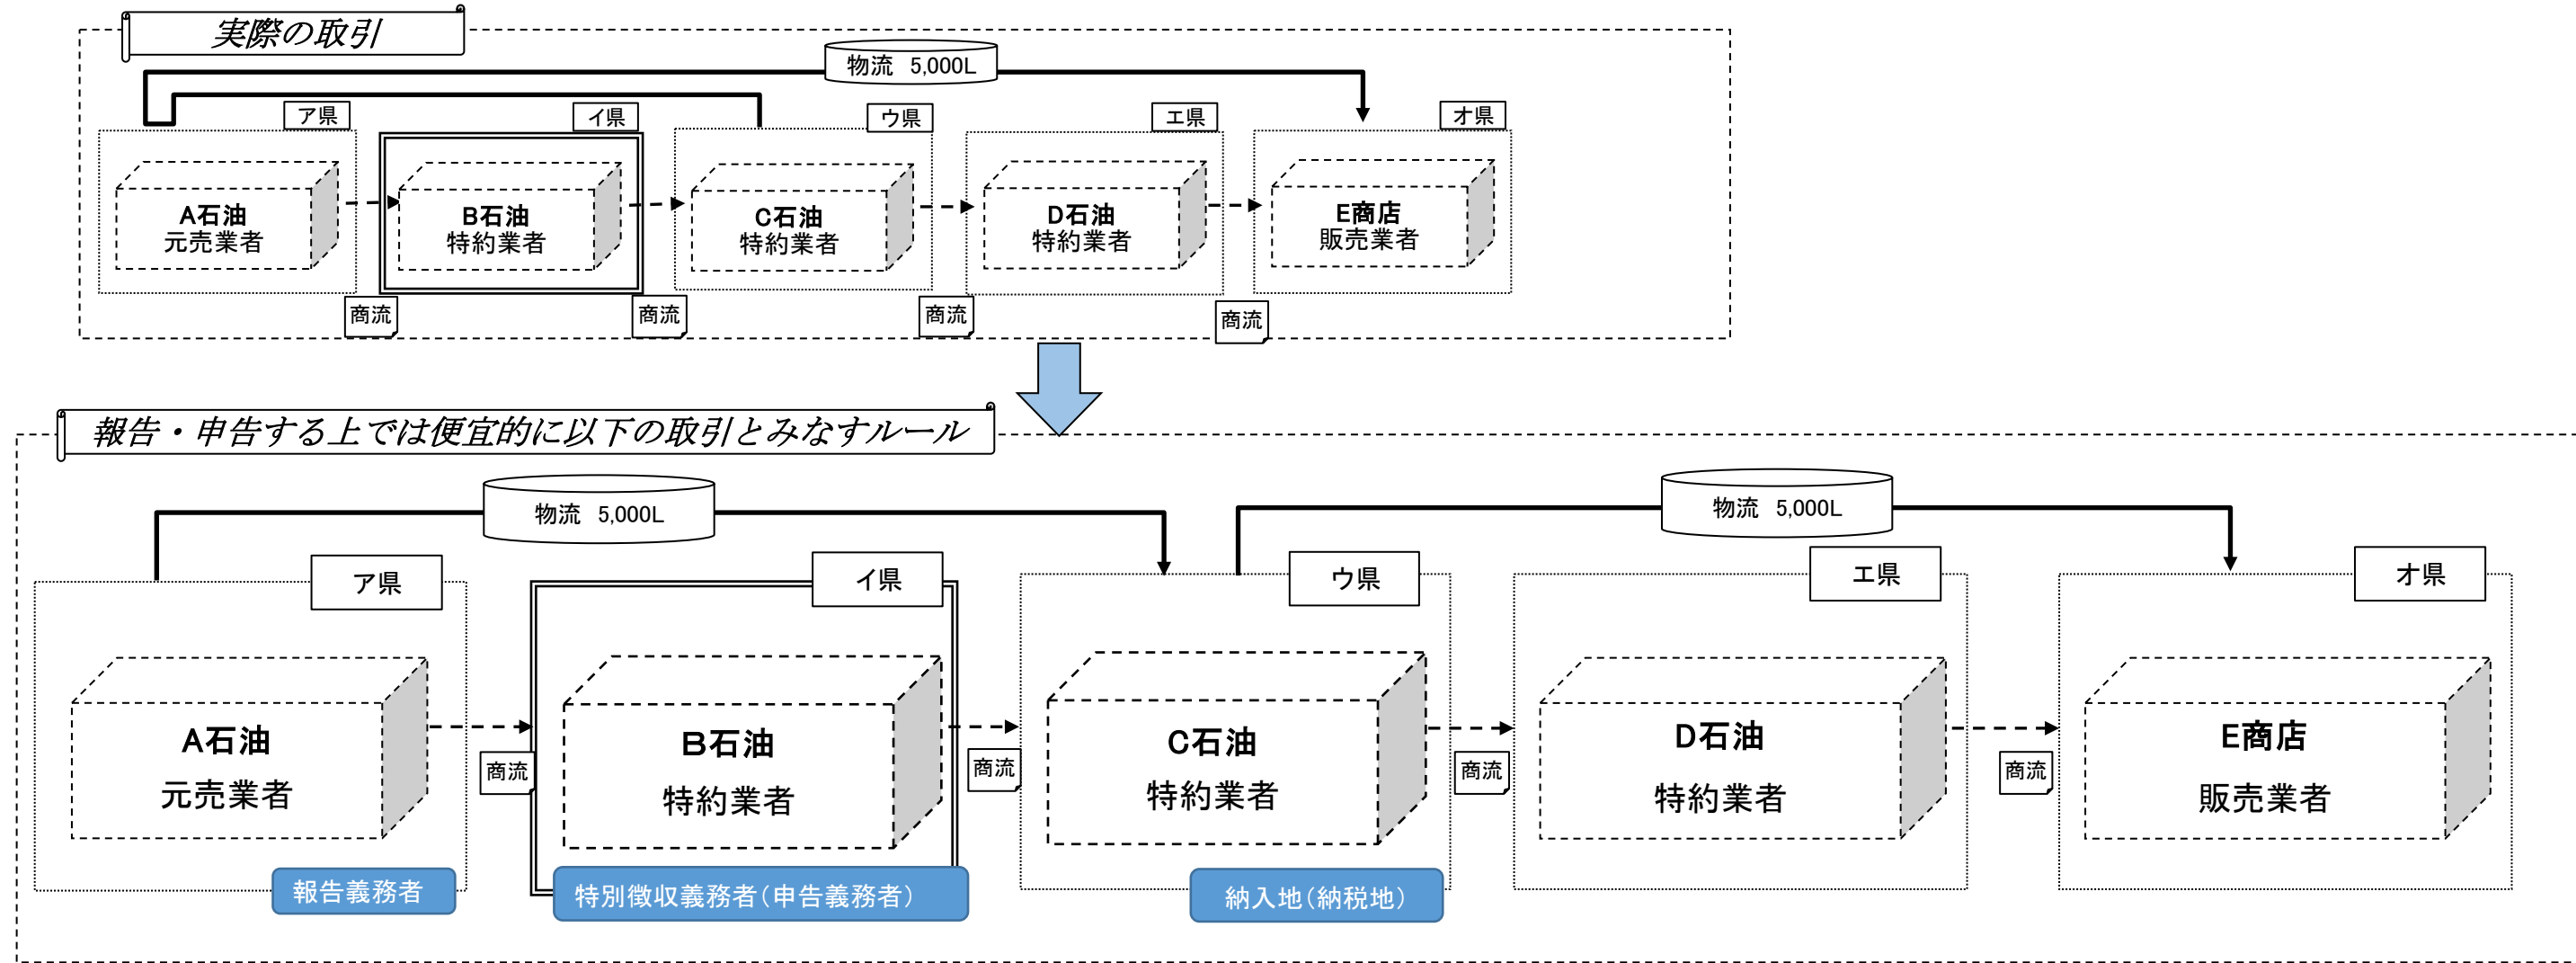 実際の取引
物流 5,000L
ア県
イ県
ウ県
エ県
オ県
A石油
元売業者
B石油
特約業者
C石油
特約業者
D石油
特約業者
E商店
販売業者
商流
商流
商流
商流
報告・申告する上では便宜的に以下の取引とみなすルール
物流 5,000L
物流 5,000L
ア県
イ県
ウ県
エ県
オ県
A石油
元売業者
B石油
特約業者
C石油
特約業者
D石油
特約業者
E商店
販売業者
商流
商流
商流
商流
報告義務者
特別徴収義務者（申告義務者）
納入地（納税地）